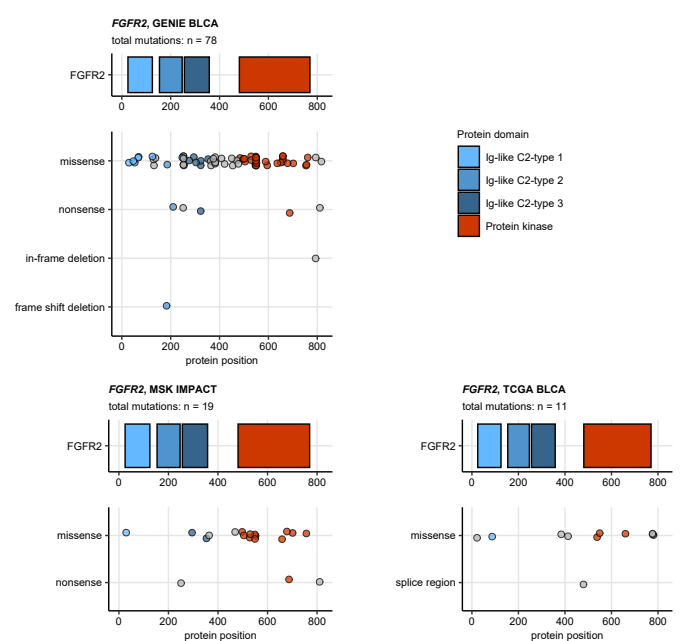 FGFR2, GENIE BLCA
total mutations: n = 78
FGFR2
0 200 400 600 800
missense
nonsense
in-frame deletion
frame shift deletion
0 200 400 600 800
protein position
Protein domain
Ig-like C2-type 1
Ig-like C2-type 2
Ig-like C2-type 3
Protein kinase
FGFR2, MSK IMPACT
total mutations: n = 19
FGFR2
0 200 400 600 800
missense
nonsense
0 200 400 600 800
protein position
FGFR2, TCGA BLCA
total mutations: n = 11
FGFR2
0 200 400 600 800
missense
splice region
0 200 400 600 800
protein position